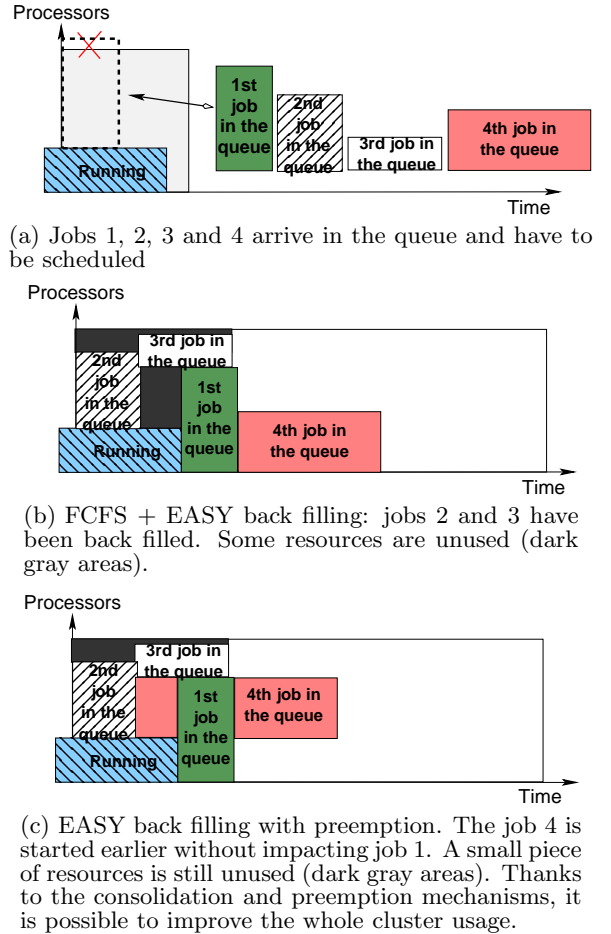 Processors
1st
job
in the
queue
2nd
job
in the
queue
3rd job in
the queue
4th job in
the queue
Running
Time
(a) Jobs 1, 2, 3 and 4 arrive in the queue and have to
be scheduled
Processors
2nd
job
in the
queue
3rd job in
the queue
1st
job
in the
queue
4th job in
the queue
Running
Time
(b) FCFS + EASY back filling: jobs 2 and 3 have
been back filled. Some resources are unused (dark
gray areas).
Processors
2nd
job
in the
queue
3rd job in
the queue
1st
job
in the
queue
4th job in
the queue
Running
Time
(c) EASY back filling with preemption. The job 4 is
started earlier without impacting job 1. A small piece
of resources is still unused (dark gray areas). Thanks
to the consolidation and preemption mechanisms, it
is possible to improve the whole cluster usage.